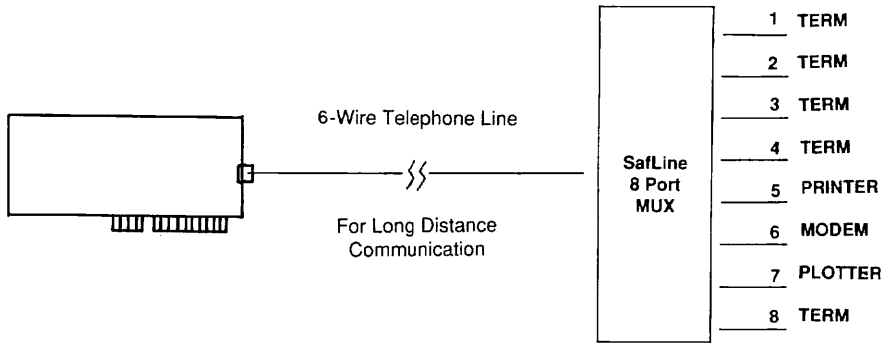 6-Wire Telephone Line
For Long Distance
Communication
SafLine
8 Port
MUX
1 TERM
2 TERM
3 TERM
4 TERM
5 PRINTER
6 MODEM
7 PLOTTER
8 TERM